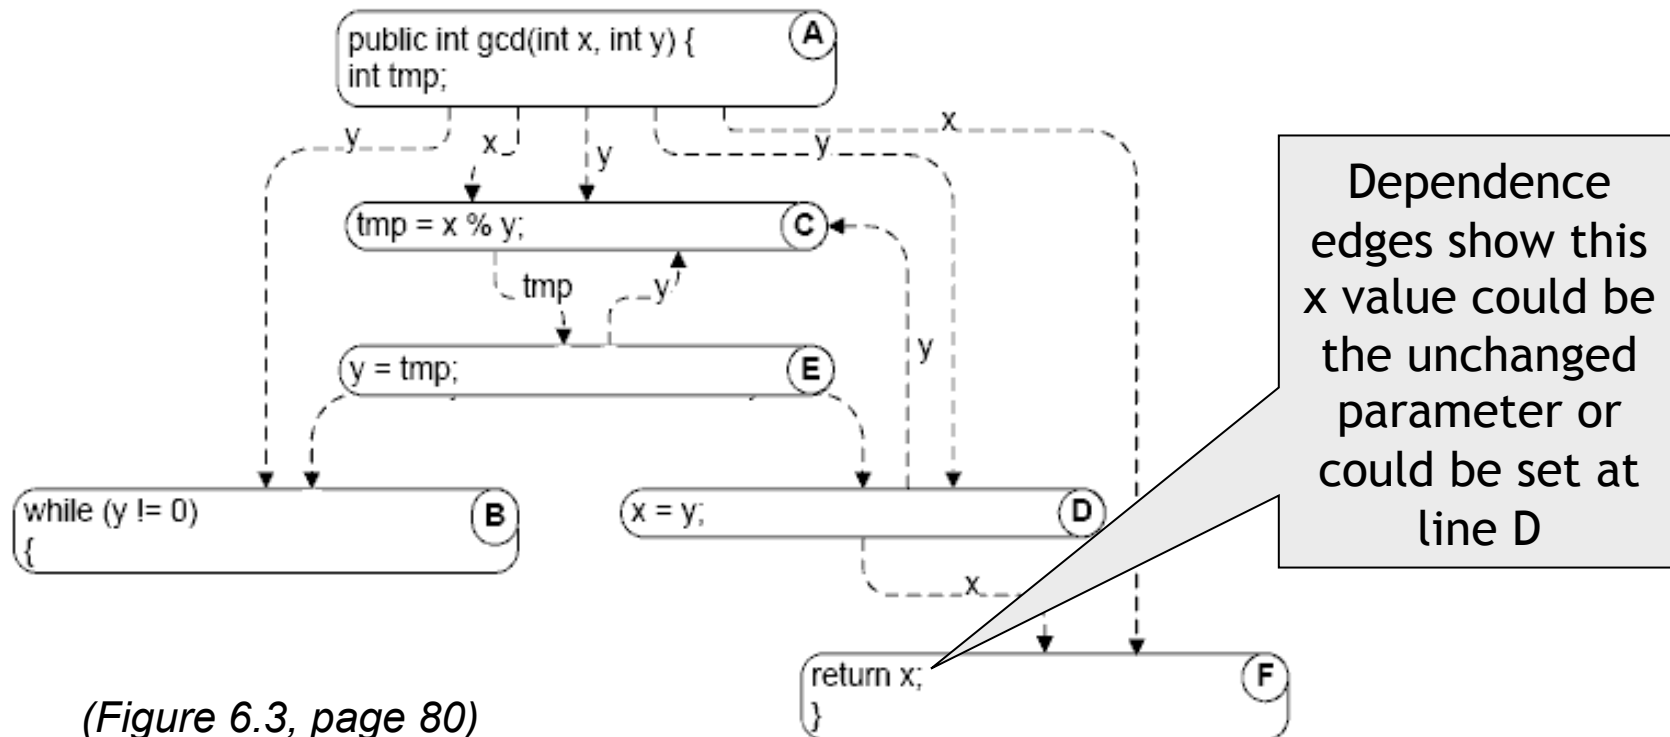 public int gcd(int x, int y) {
int tmp;
A
y
x
y
y
x
tmp = x % y;
C
tmp
y
y
y = tmp;
E
while (y != 0)
{
B
x = y;
D
x
return x;
}
F
Dependence
edges show this
x value could be
the unchanged
parameter or
could be set at
line D
(Figure 6.3, page 80)